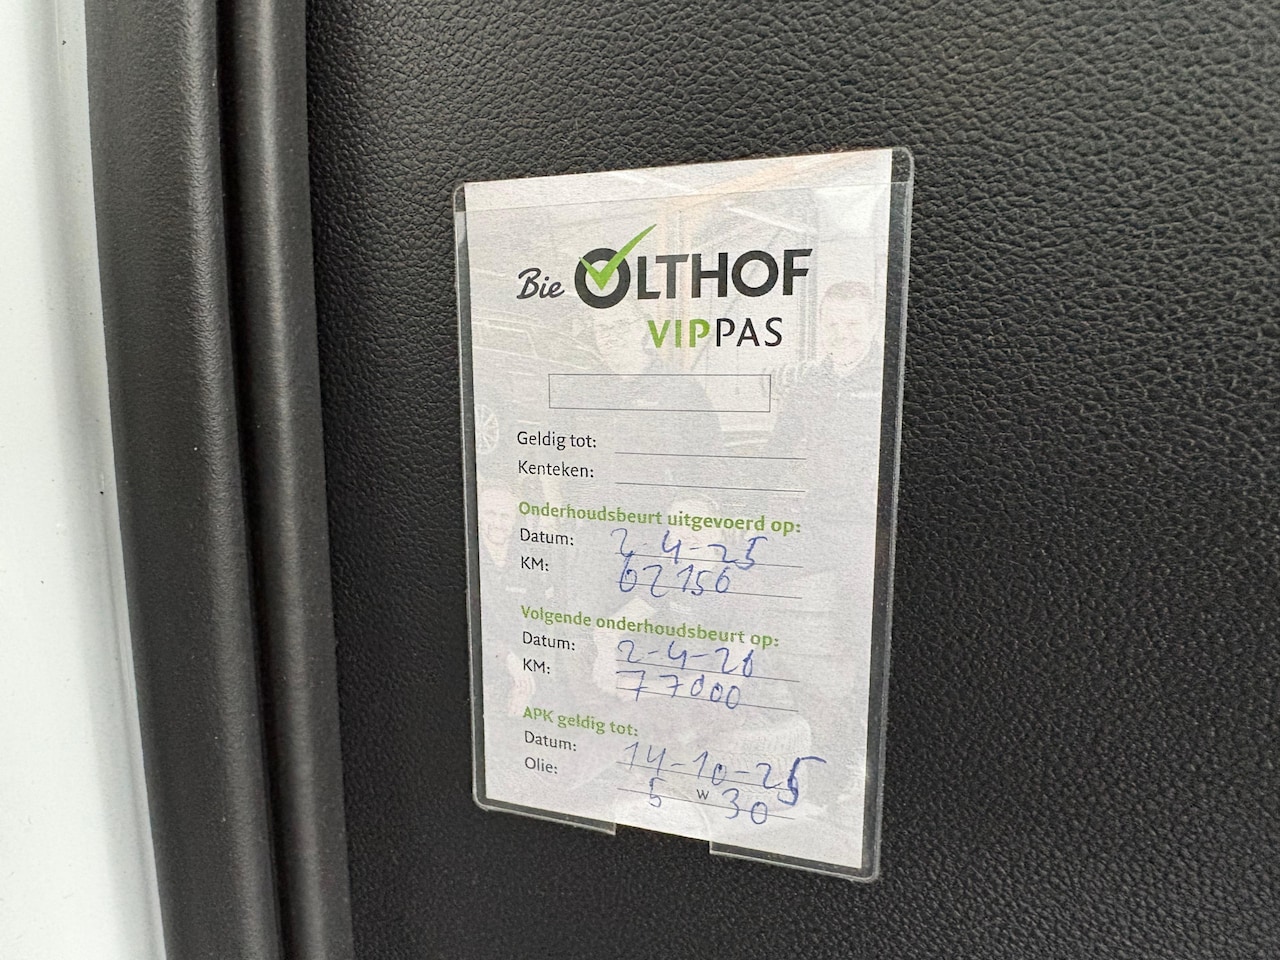 Bie OLTHOF
VIPPAS
Geldig tot:
Kenteken:
Onderhoudsbeurt uitgevoerd op:
Datum: 2-4-25
KM: 62156
Volgende onderhoudsbeurt op:
Datum: 2-4-26
KM: 77000
APK geldig tot:
Datum: 14-10-25
Olie: 5 W 30